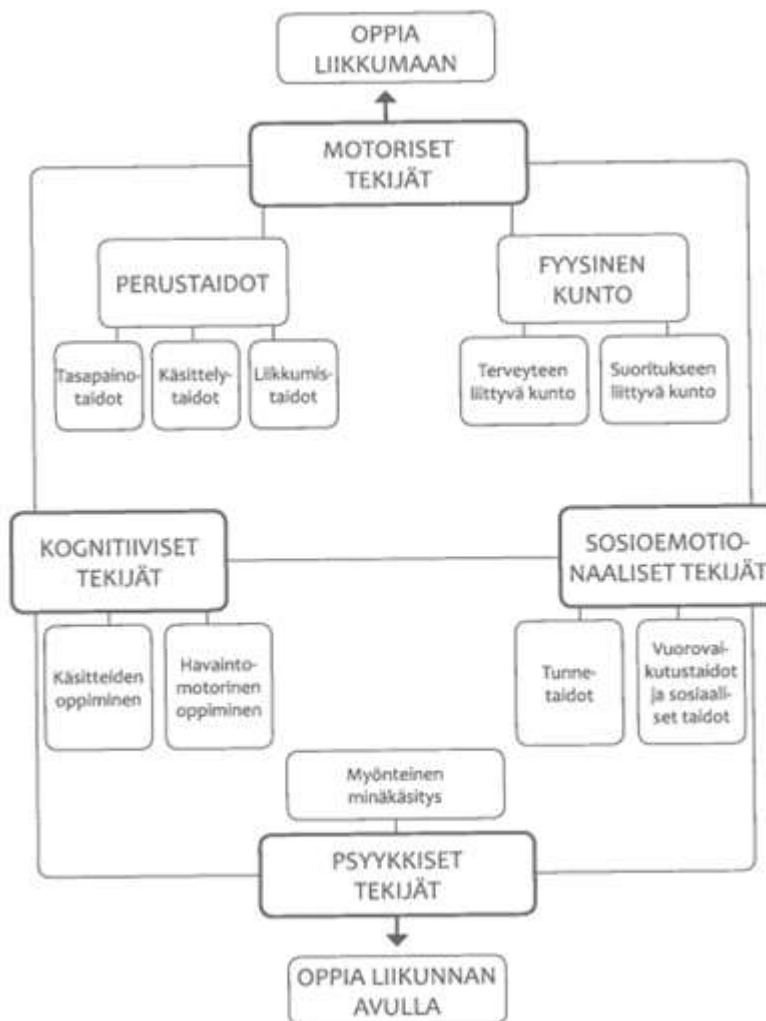 OPPIA
LIIKKUMAAN
MOTORISET
TEKIJÄT
PERUSTAIDOT
FYYSINEN
KUNTO
Tasapaino-
taidot
Käsittely-
taidot
Liikkumis-
taidot
Terveyteen
liittyvä kunto
Suoritukseen
liittyvä kunto
KOGNITIIVISET
TEKIJÄT
SOSIOEMOTIO-
NAALISET TEKIJÄT
Käsitteiden
oppiminen
Havainto-
motorinen
oppiminen
Tunne-
taidot
Vuorovai-
kutustaidot
ja sosiaali-
set taidot
Myönteinen
minäkäsitys
PSYYKKISET
TEKIJÄT
OPPIA LIIKUNNAN
AVULLA